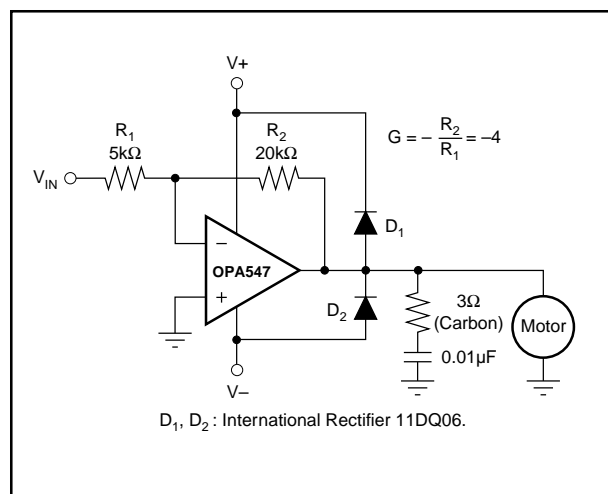 V+
R1
5kΩ
R2
20kΩ
G = – R2 / R1 = –4
VIN
D1
–
OPA547
+
D2
3Ω
(Carbon)
Motor
0.01µF
V–
D1, D2 : International Rectifier 11DQ06.